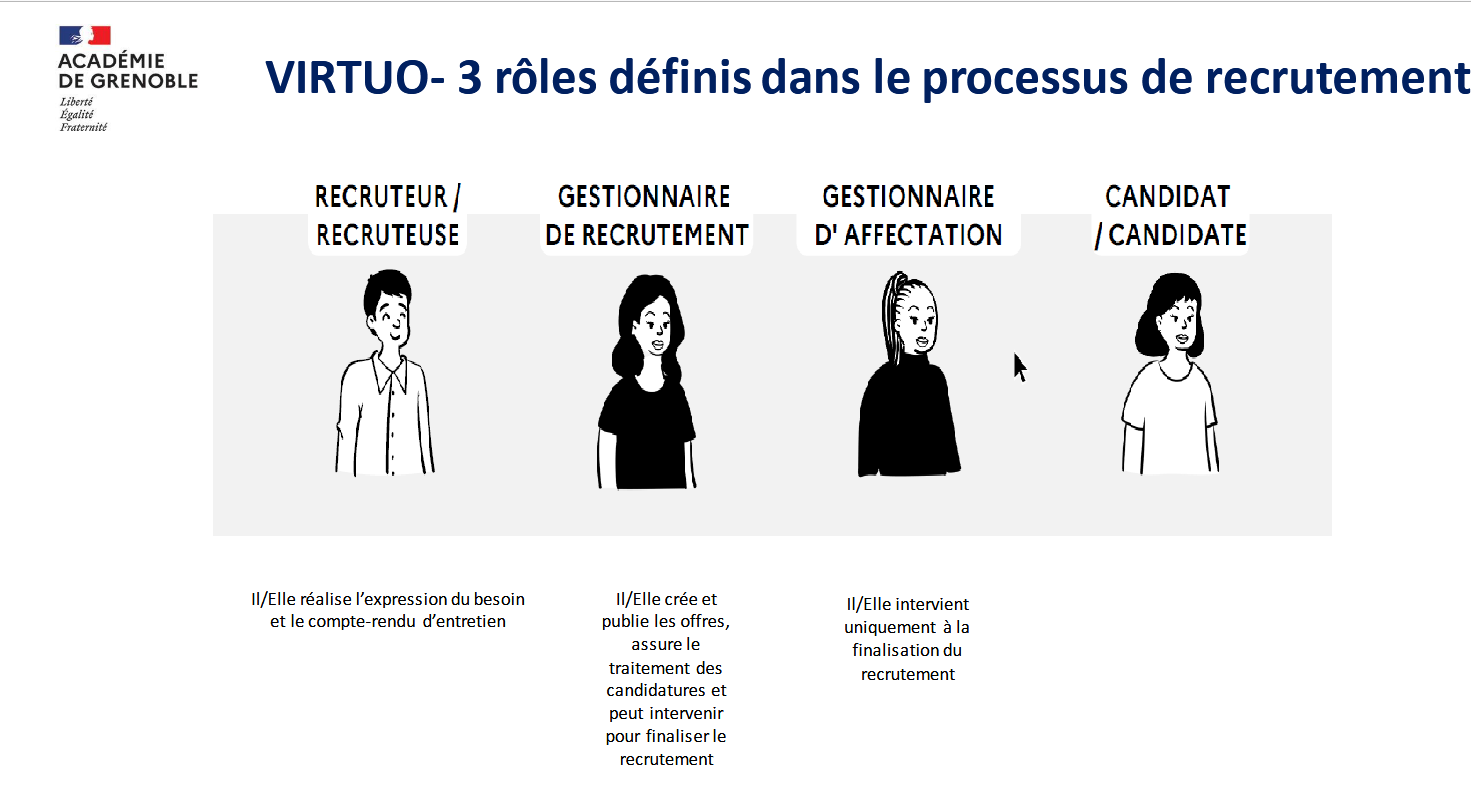 ACADÉMIE
DE GRENOBLE
Liberté
Égalité
Fraternité
VIRTUO- 3 rôles définis dans le processus de recrutement
RECRUTEUR /
RECRUTEUSE
GESTIONNAIRE
DE RECRUTEMENT
GESTIONNAIRE
D' AFFECTATION
CANDIDAT
/ CANDIDATE
Il/Elle réalise l’expression du besoin
et le compte-rendu d’entretien
Il/Elle crée et
publie les offres,
assure le
traitement des
candidatures et
peut intervenir
pour finaliser le
recrutement
Il/Elle intervient
uniquement à la
finalisation du
recrutement